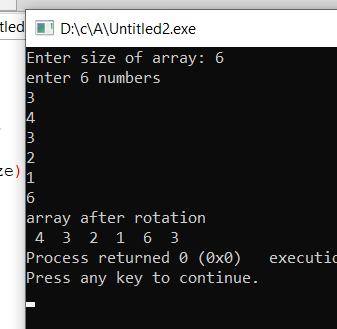 tled
D:\c\A\Untitled2.exe
Enter size of array: 6
enter 6 numbers
3
4
3
2
ze)
1
6
array after rotation
4 3 2 1 6 3
Process returned 0 (0x0) executio
Press any key to continue.